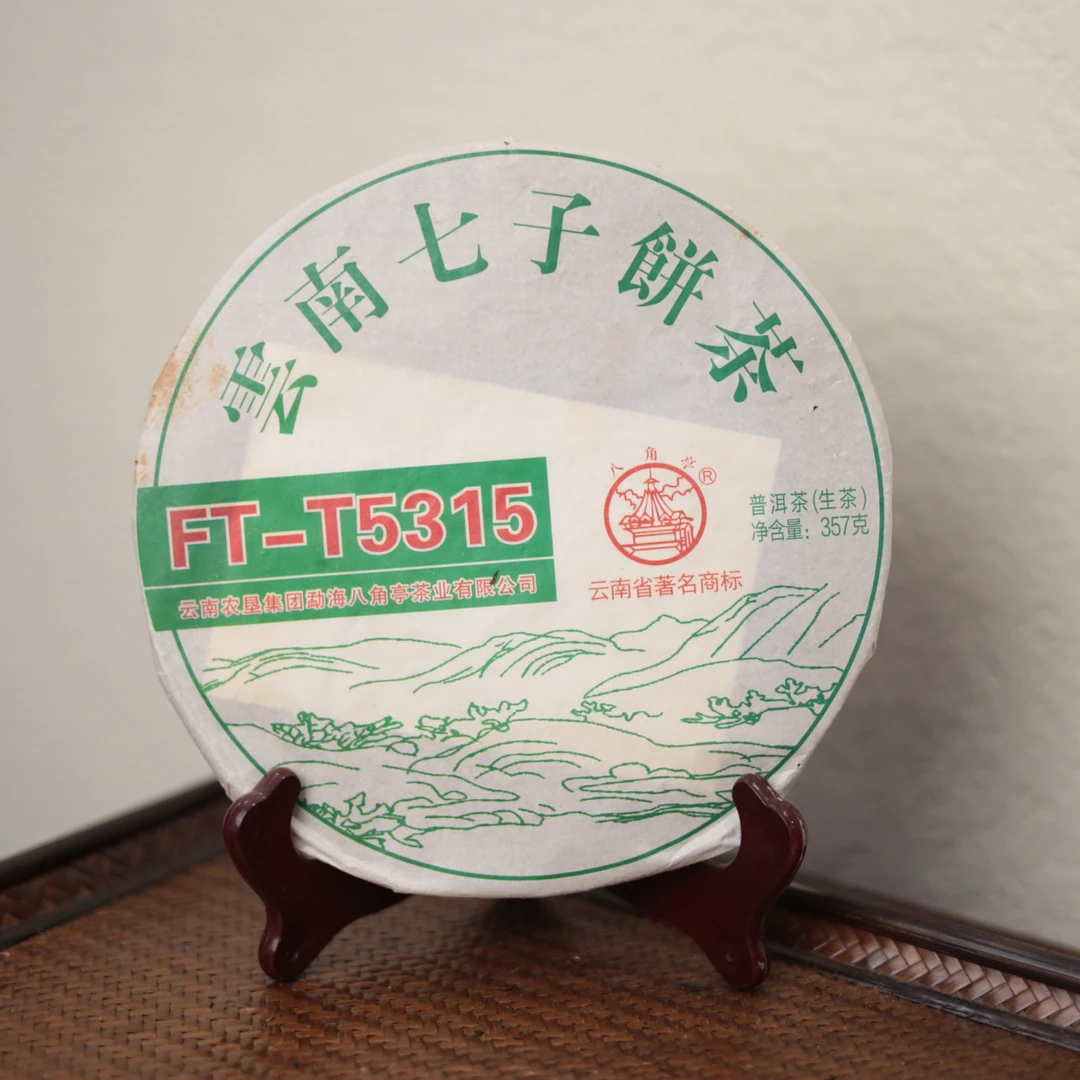 雲南七子餅茶
FT-T5315
云南农垦集团勐海八角亭茶业有限公司
八角亭
®
云南省著名商标
普洱茶(生茶)
净含量: 357克